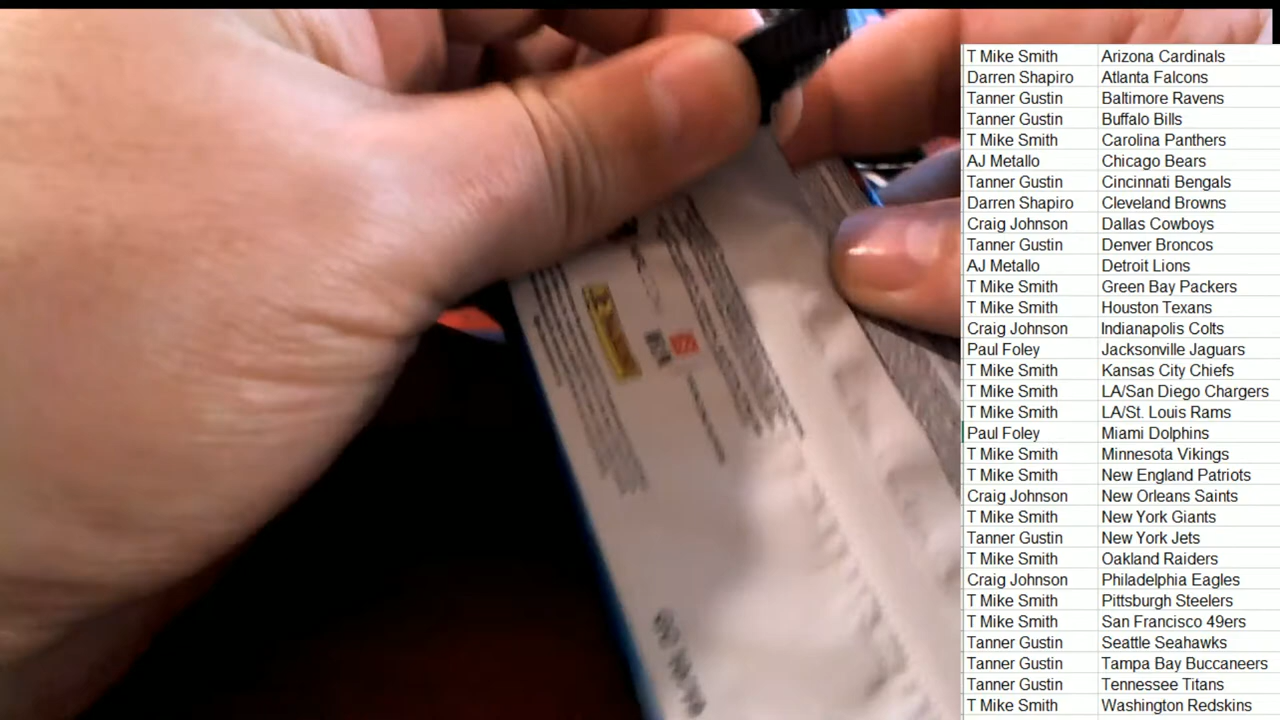 T Mike Smith Arizona Cardinals
Darren Shapiro Atlanta Falcons
Tanner Gustin Baltimore Ravens
Tanner Gustin Buffalo Bills
T Mike Smith Carolina Panthers
AJ Metallo Chicago Bears
Tanner Gustin Cincinnati Bengals
Darren Shapiro Cleveland Browns
Craig Johnson Dallas Cowboys
Tanner Gustin Denver Broncos
AJ Metallo Detroit Lions
T Mike Smith Green Bay Packers
T Mike Smith Houston Texans
Craig Johnson Indianapolis Colts
Paul Foley Jacksonville Jaguars
T Mike Smith Kansas City Chiefs
T Mike Smith LA/San Diego Chargers
T Mike Smith LA/St. Louis Rams
Paul Foley Miami Dolphins
T Mike Smith Minnesota Vikings
T Mike Smith New England Patriots
Craig Johnson New Orleans Saints
T Mike Smith New York Giants
Tanner Gustin New York Jets
T Mike Smith Oakland Raiders
Craig Johnson Philadelphia Eagles
T Mike Smith Pittsburgh Steelers
T Mike Smith San Francisco 49ers
Tanner Gustin Seattle Seahawks
Tanner Gustin Tampa Bay Buccaneers
Tanner Gustin Tennessee Titans
T Mike Smith Washington Redskins